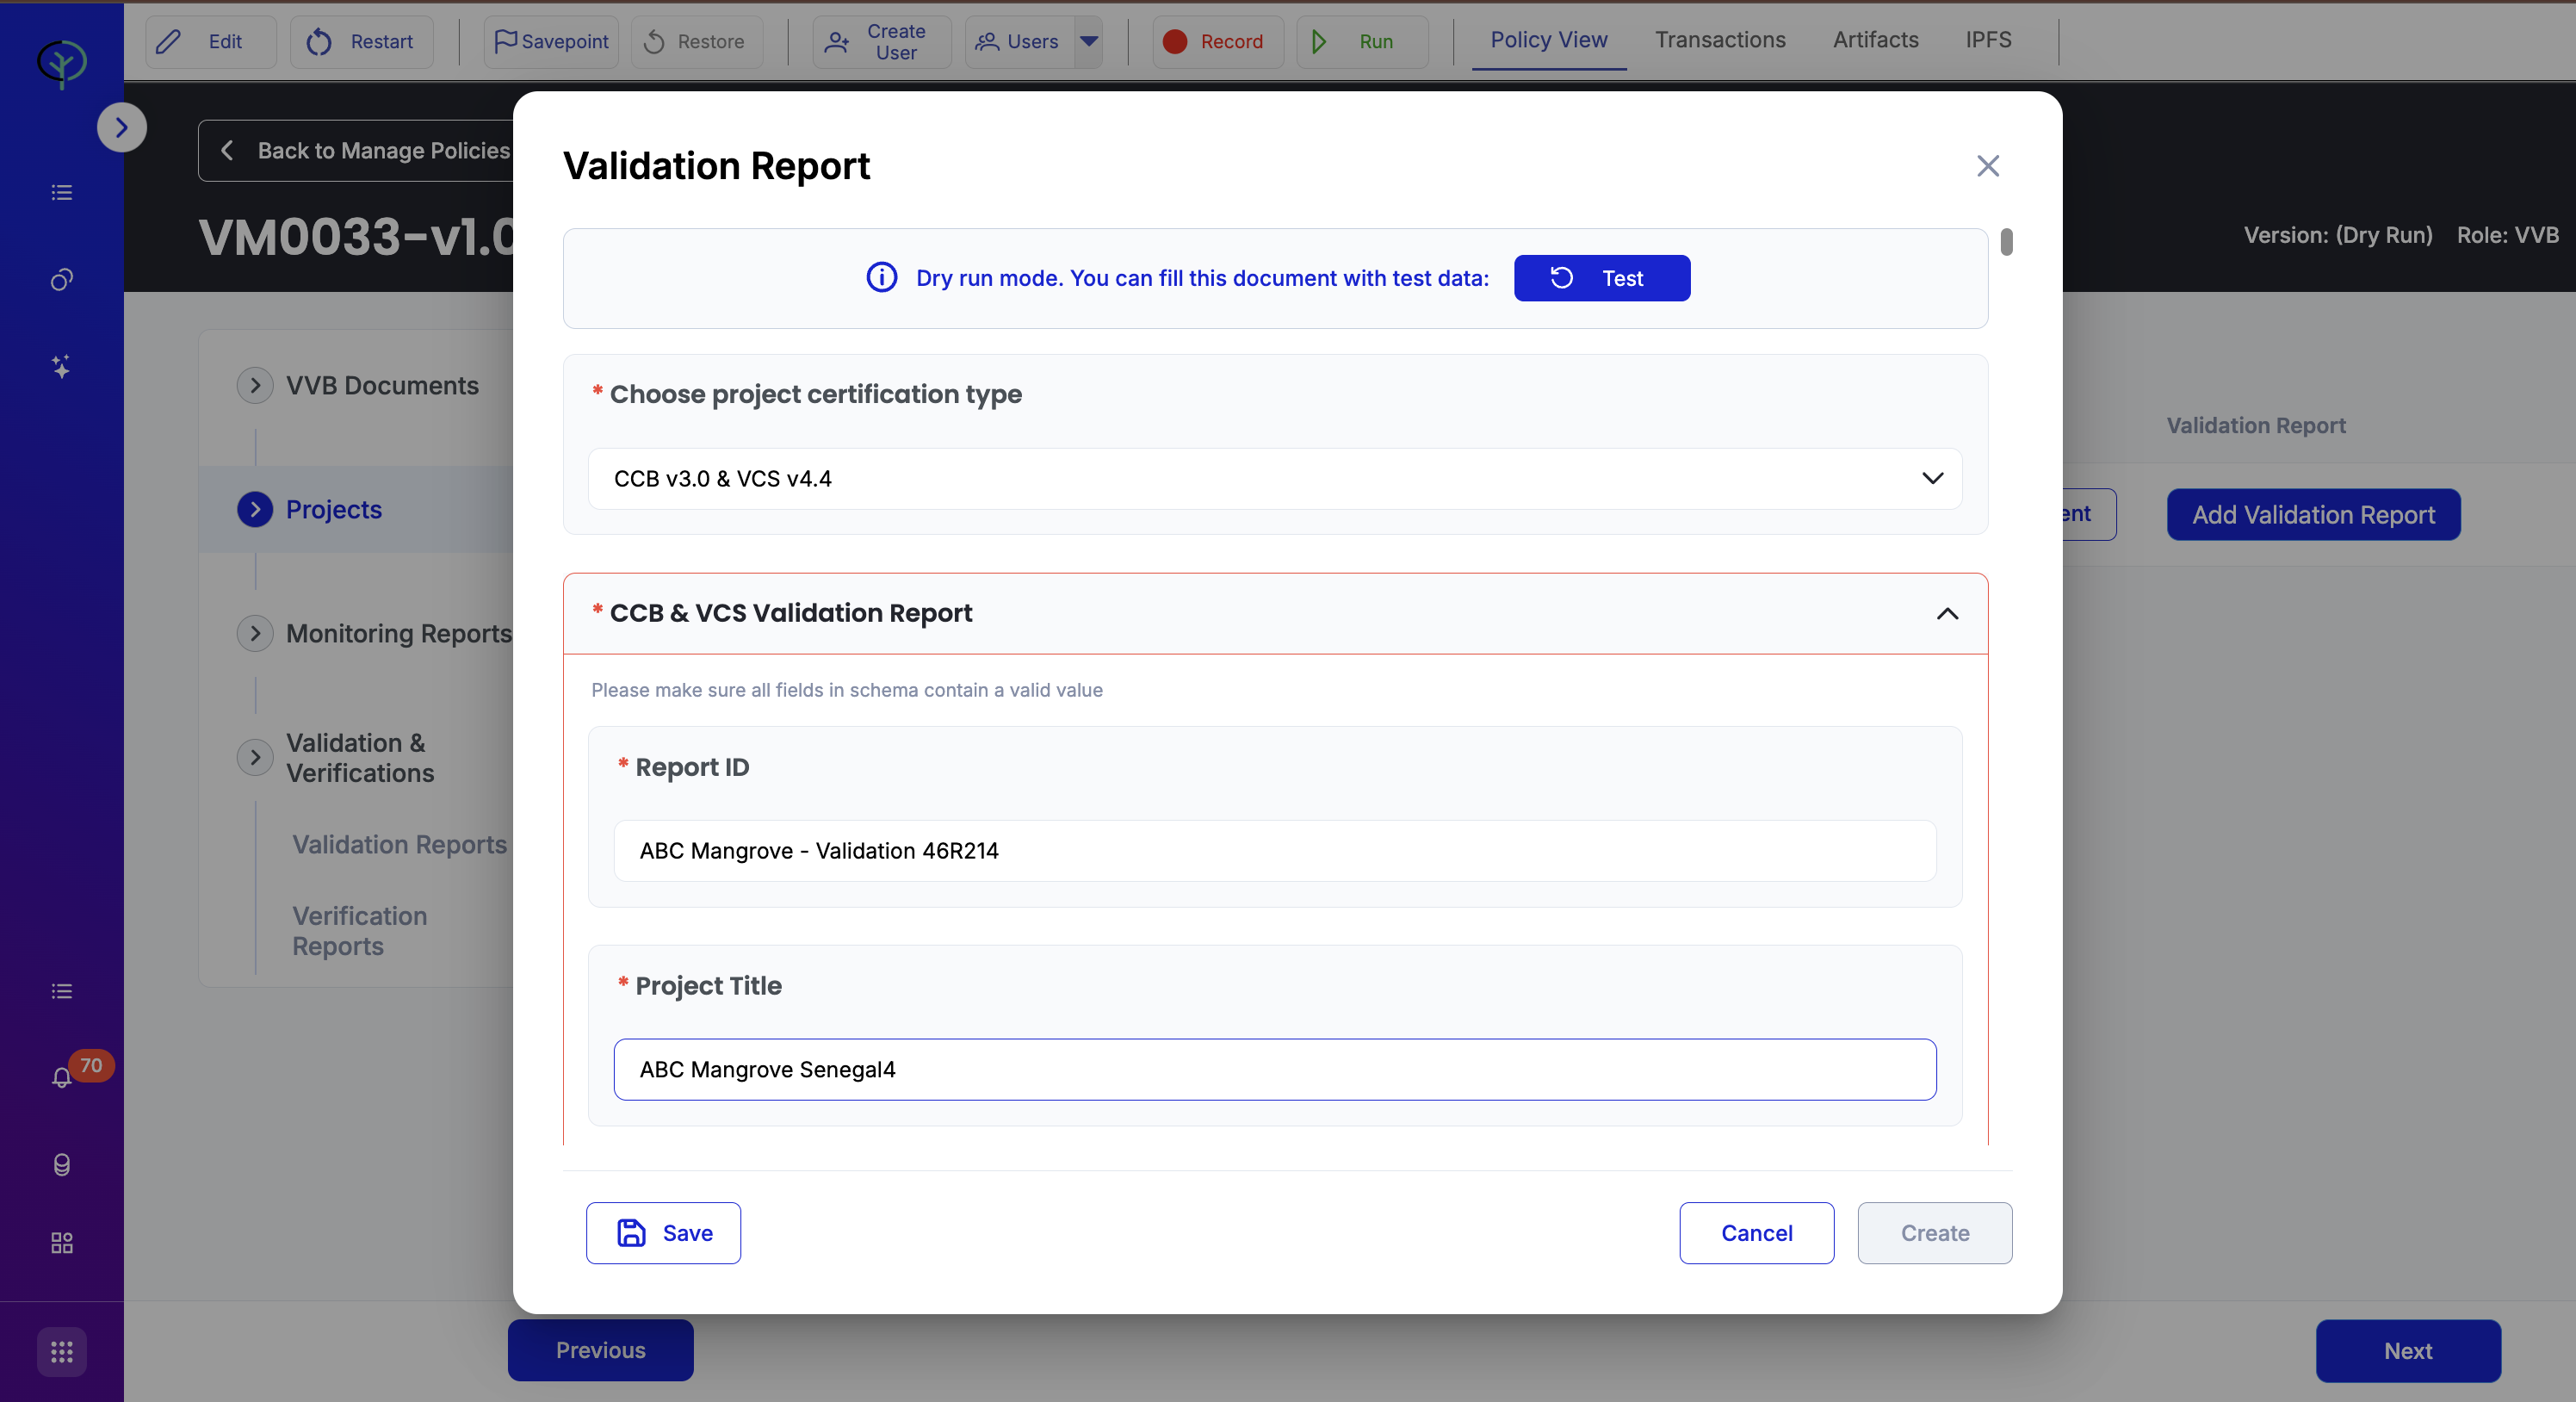 Edit
Restart
Savepoint
Restore
Create
User
Users
Record
Run
Policy View
Transactions
Artifacts
IPFS
Back to Manage Policies
VM0033-v1.0
Version: (Dry Run)
Role: VVB
VVB Documents
Projects
Monitoring Reports
Validation &
Verifications
Validation Reports
Verification
Reports
70
Validation Report
Dry run mode. You can fill this document with test data:
Test
* Choose project certification type
CCB v3.0 & VCS v4.4
* CCB & VCS Validation Report
Please make sure all fields in schema contain a valid value
* Report ID
ABC Mangrove - Validation 46R214
* Project Title
ABC Mangrove Senegal4
Save
Cancel
Create
Validation Report
Add Validation Report
Previous
Next